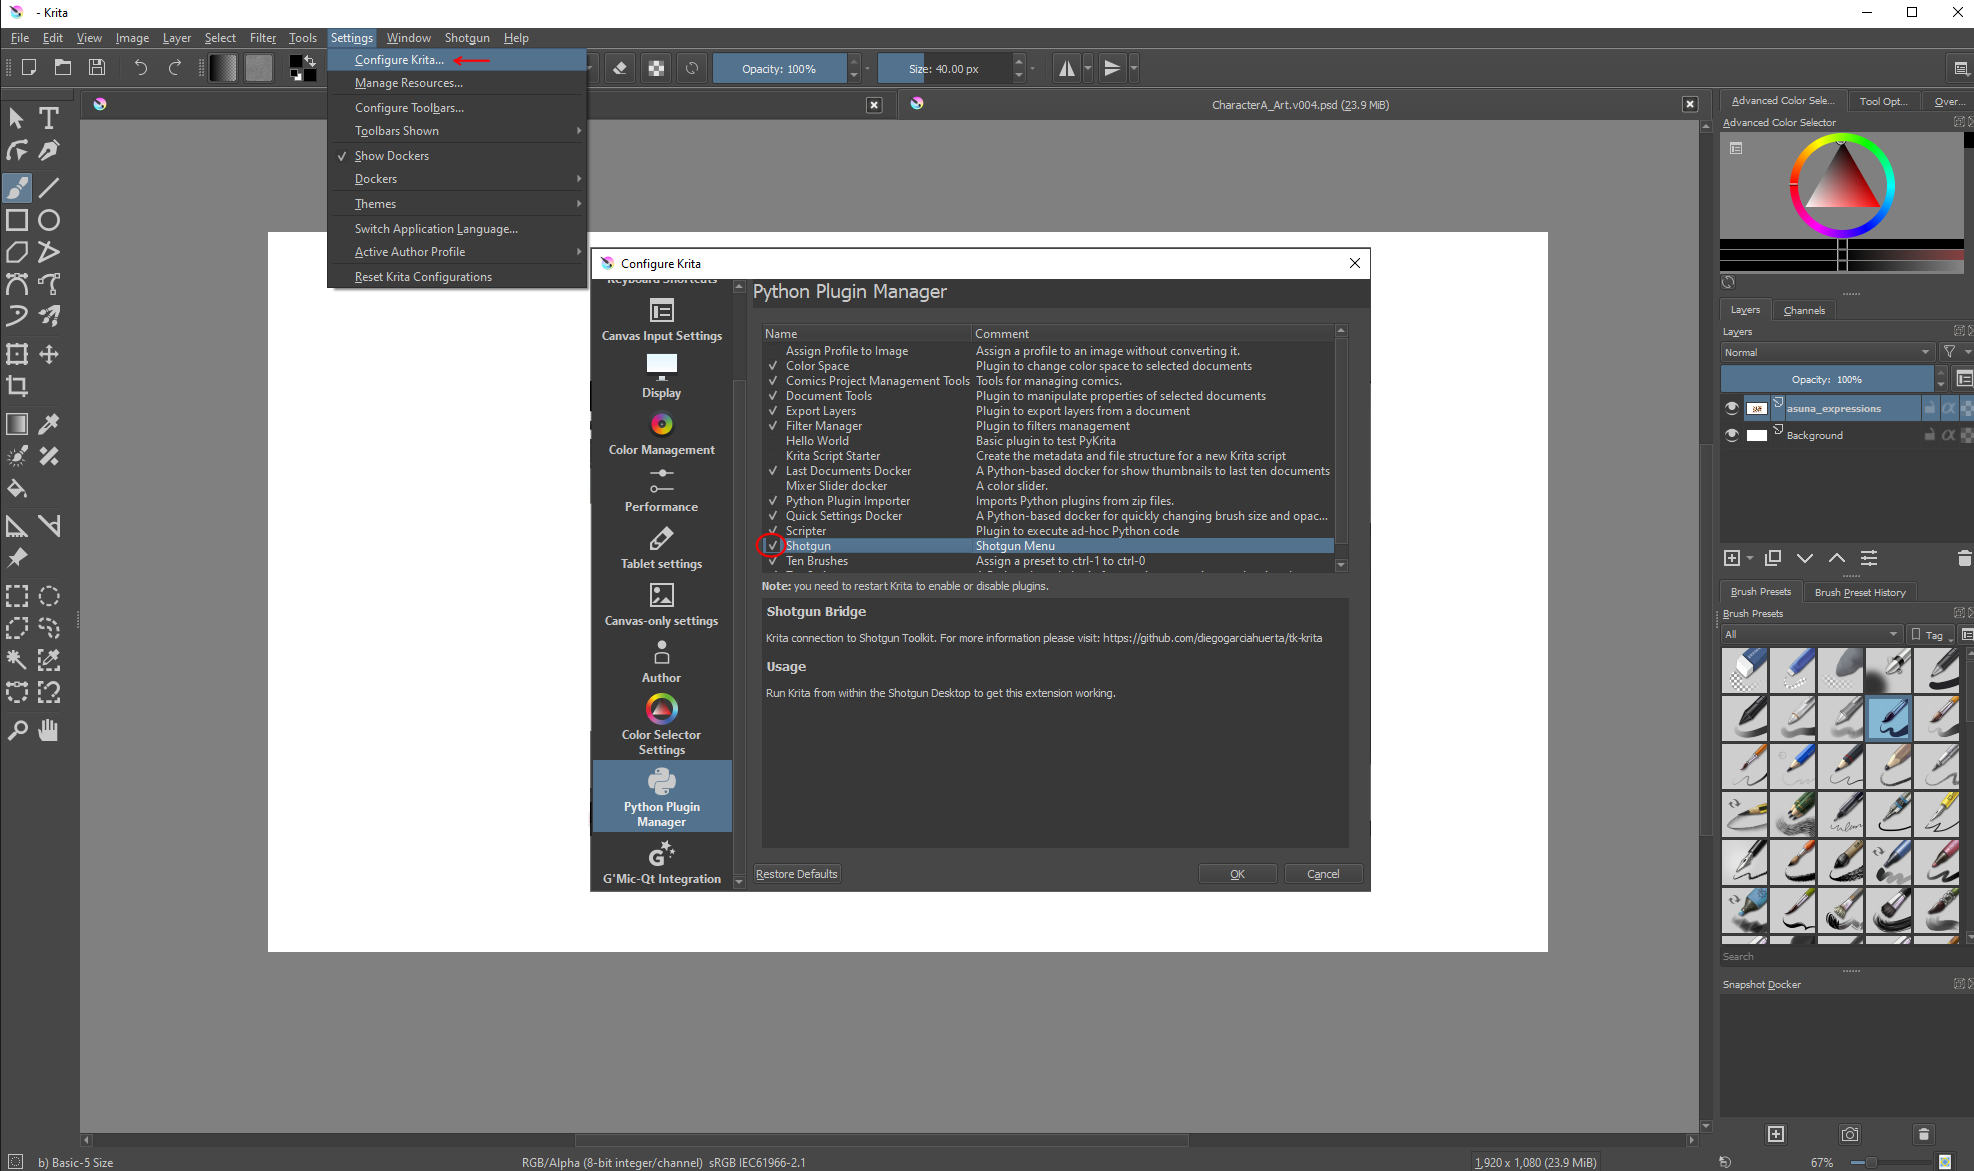 - Krita
File Edit View Image Layer Select Filter Tools Settings Window Shotgun Help
Configure Krita...
Manage Resources...
Configure Toolbars...
Toolbars Shown
Show Dockers
Dockers
Themes
Switch Application Language...
Active Author Profile
Reset Krita Configurations
Opacity: 100%
Size: 40.00 px
CharacterA_Art.v004.psd (23.9 MiB)
Configure Krita
Keyboard Shortcuts
Canvas Input Settings
Display
Color Management
Performance
Tablet settings
Canvas-only settings
Author
Color Selector
Settings
Python Plugin
Manager
G'Mic-Qt Integration
Python Plugin Manager
Name Comment
Assign Profile to Image Assign a profile to an image without converting it.
Color Space Plugin to change color space to selected documents
Comics Project Management Tools Tools for managing comics.
Document Tools Plugin to manipulate properties of selected documents
Export Layers Plugin to export layers from a document
Filter Manager Plugin to filters management
Hello World Basic plugin to test PyKrita
Krita Script Starter Create the metadata and file structure for a new Krita script
Last Documents Docker A Python-based docker for show thumbnails to last ten documents
Mixer Slider docker A color slider.
Python Plugin Importer Imports Python plugins from zip files.
Quick Settings Docker A Python-based docker for quickly changing brush size and opac...
Scripter Plugin to execute ad-hoc Python code
Shotgun Shotgun Menu
Ten Brushes Assign a preset to ctrl-1 to ctrl-0
Note: you need to restart Krita to enable or disable plugins.
Shotgun Bridge
Krita connection to Shotgun Toolkit. For more information please visit: https://github.com/diegogarciahuerta/tk-krita
Usage
Run Krita from within the Shotgun Desktop to get this extension working.
Restore Defaults OK Cancel
Advanced Color Sele... Tool Opt... Over...
Advanced Color Selector
Layers Channels
Layers
Normal
Opacity: 100%
asuna_expressions
Background
Brush Presets Brush Preset History
Brush Presets
All Tag
Search
Snapshot Docker
b) Basic-5 Size RGB/Alpha (8-bit integer/channel) sRGB IEC61966-2.1 1,920 x 1,080 (23.9 MiB) 67%